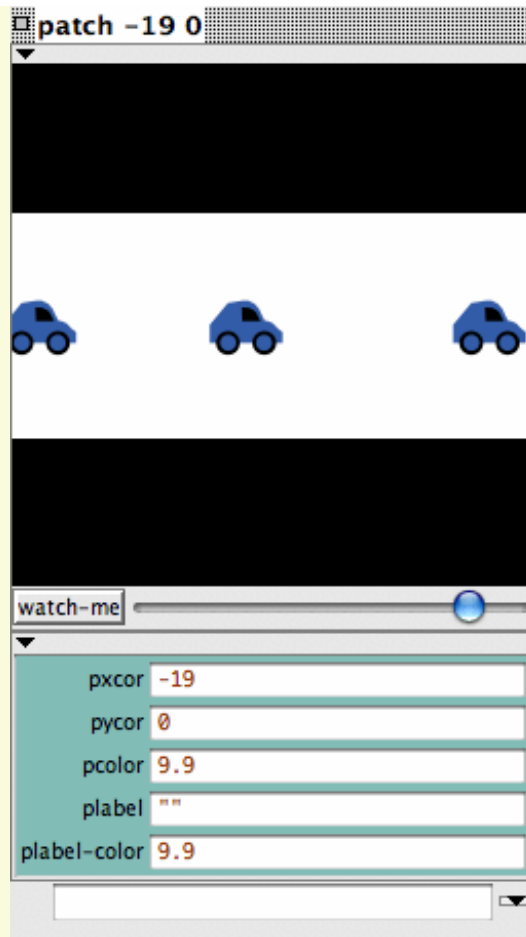 patch -19 0
watch-me
pxcor -19
pycor 0
pcolor 9.9
plabel ""
plabel-color 9.9